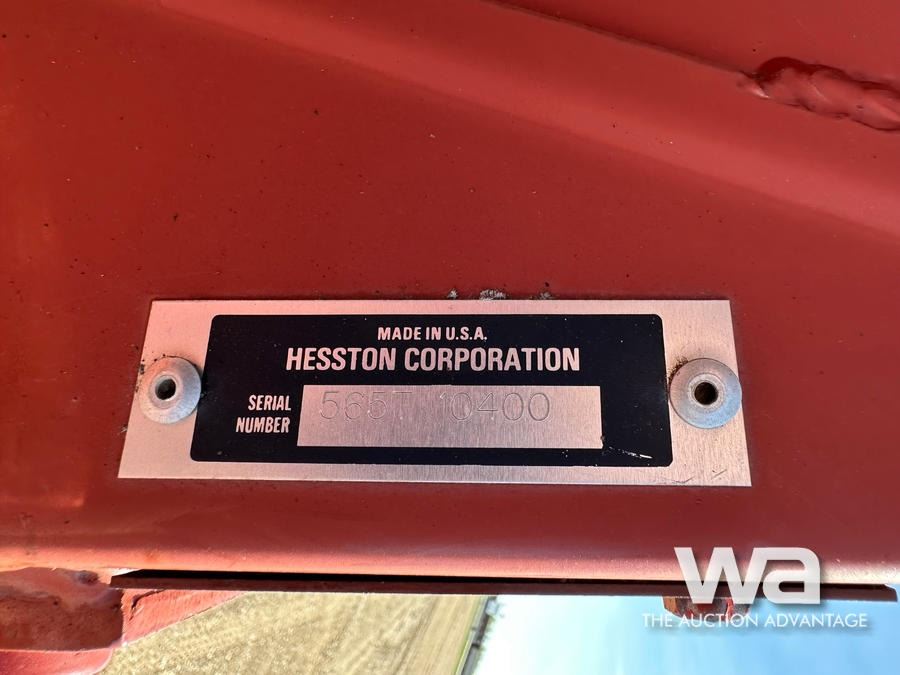 MADE IN U.S.A.
HESSTON CORPORATION
SERIAL NUMBER
565T 10400
wa
THE AUCTION ADVANTAGE